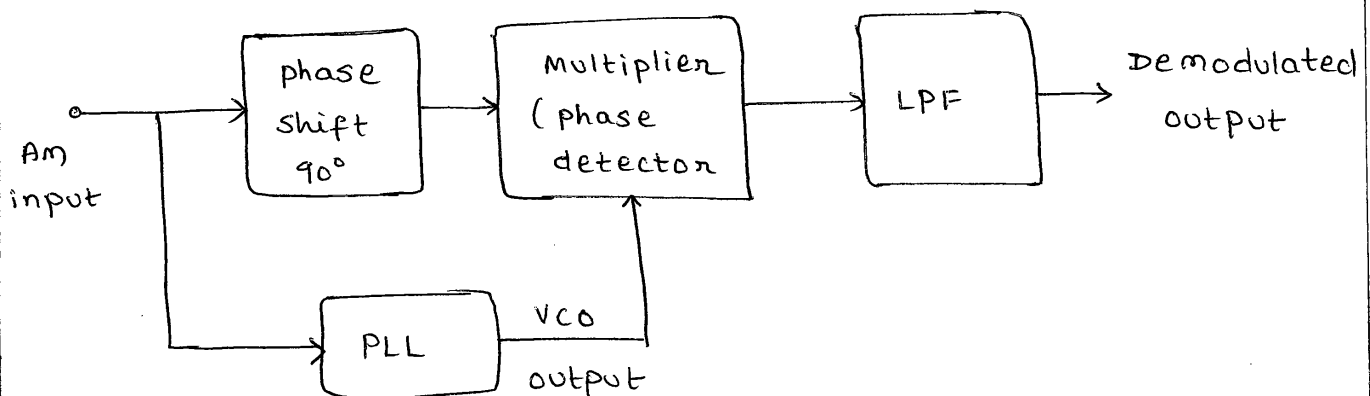 AM
input
phase
shift
90°
Multiplier
(phase
detector
LPF
Demodulated
output
PLL
VCO
output